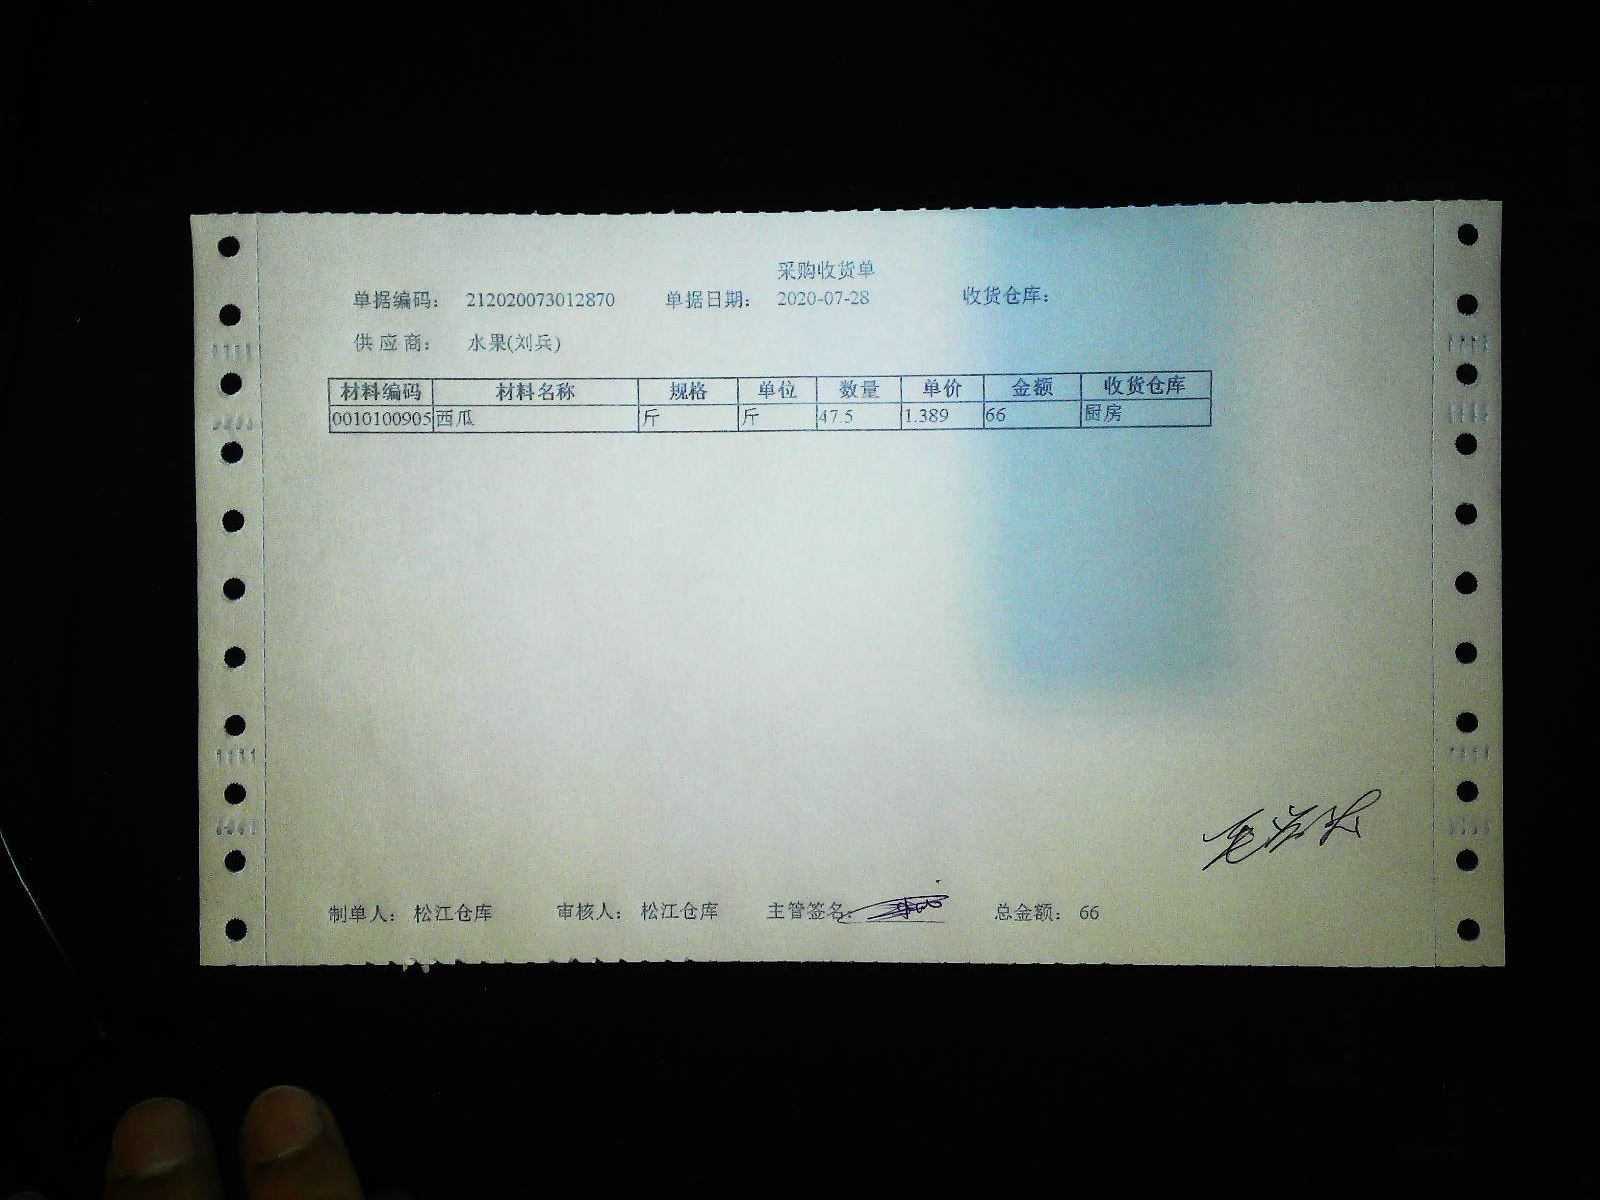 采购收货单
单据编码： 212020073012870 单据日期： 2020-07-28 收货仓库：
供 应 商： 水果(刘兵)
材料编码 材料名称 规格 单位 数量 单价 金额 收货仓库
0010100905 西瓜 斤 斤 47.5 1.389 66 厨房
制单人： 松江仓库 审核人： 松江仓库 主管签名： 总金额： 66